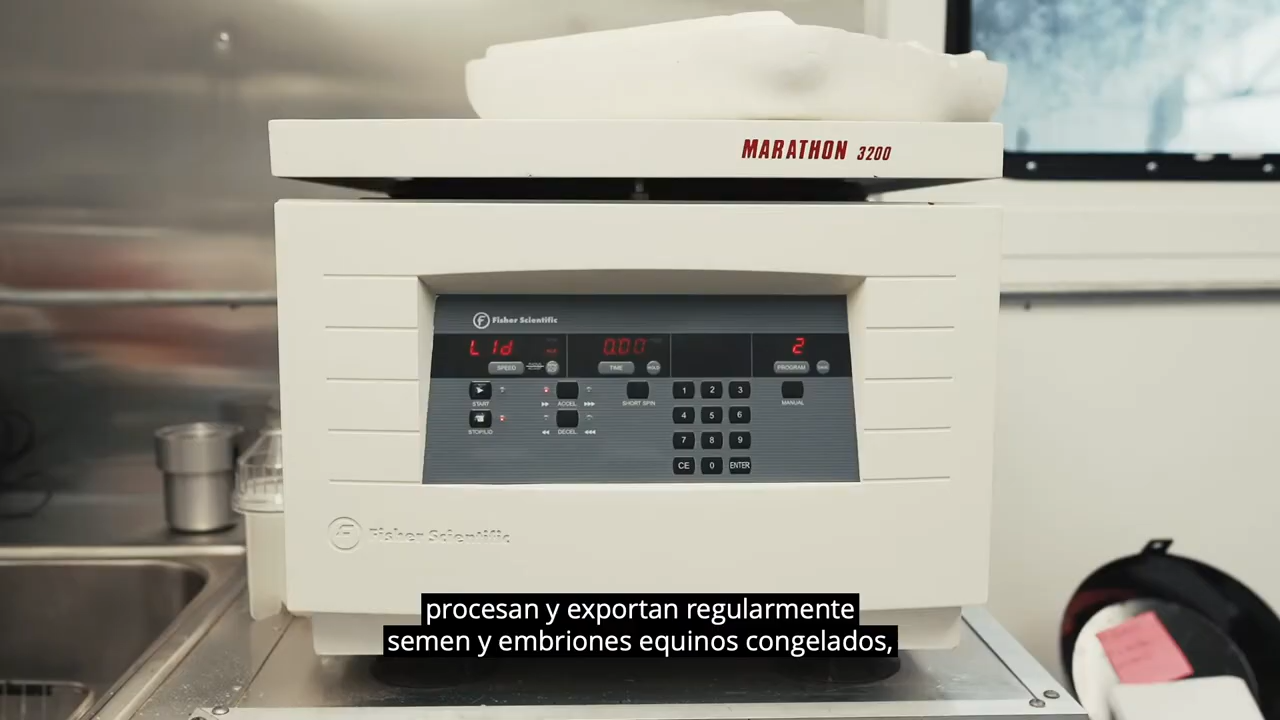 MARATHON 3200
Fisher Scientific
LId
0.00
2
SPEED
TIME
HOLD
PROGRAM
START
ACCEL
SHORT SPIN
1 2 3
MANUAL
4 5 6
STOP/LID
DECEL
7 8 9
CE 0 ENTER
Fisher Scientific
procesan y exportan regularmente
semen y embriones equinos congelados,